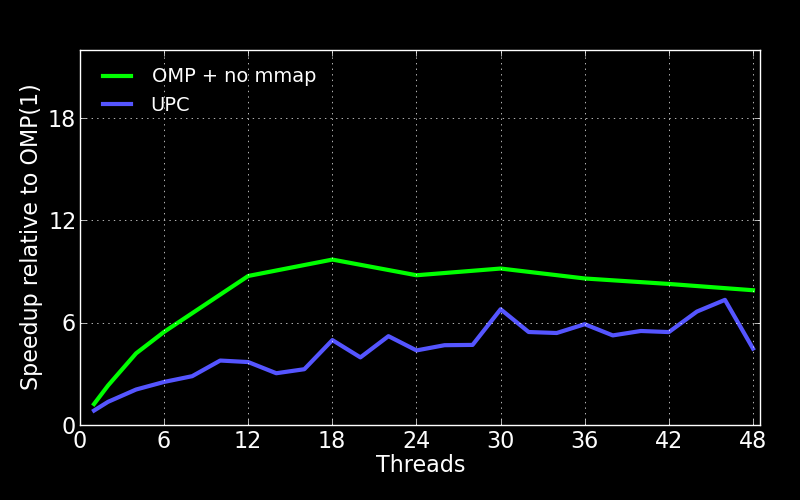 OMP + no mmap
UPC
Speedup relative to OMP(1)
18
12
6
0
0 6 12 18 24 30 36 42 48
Threads